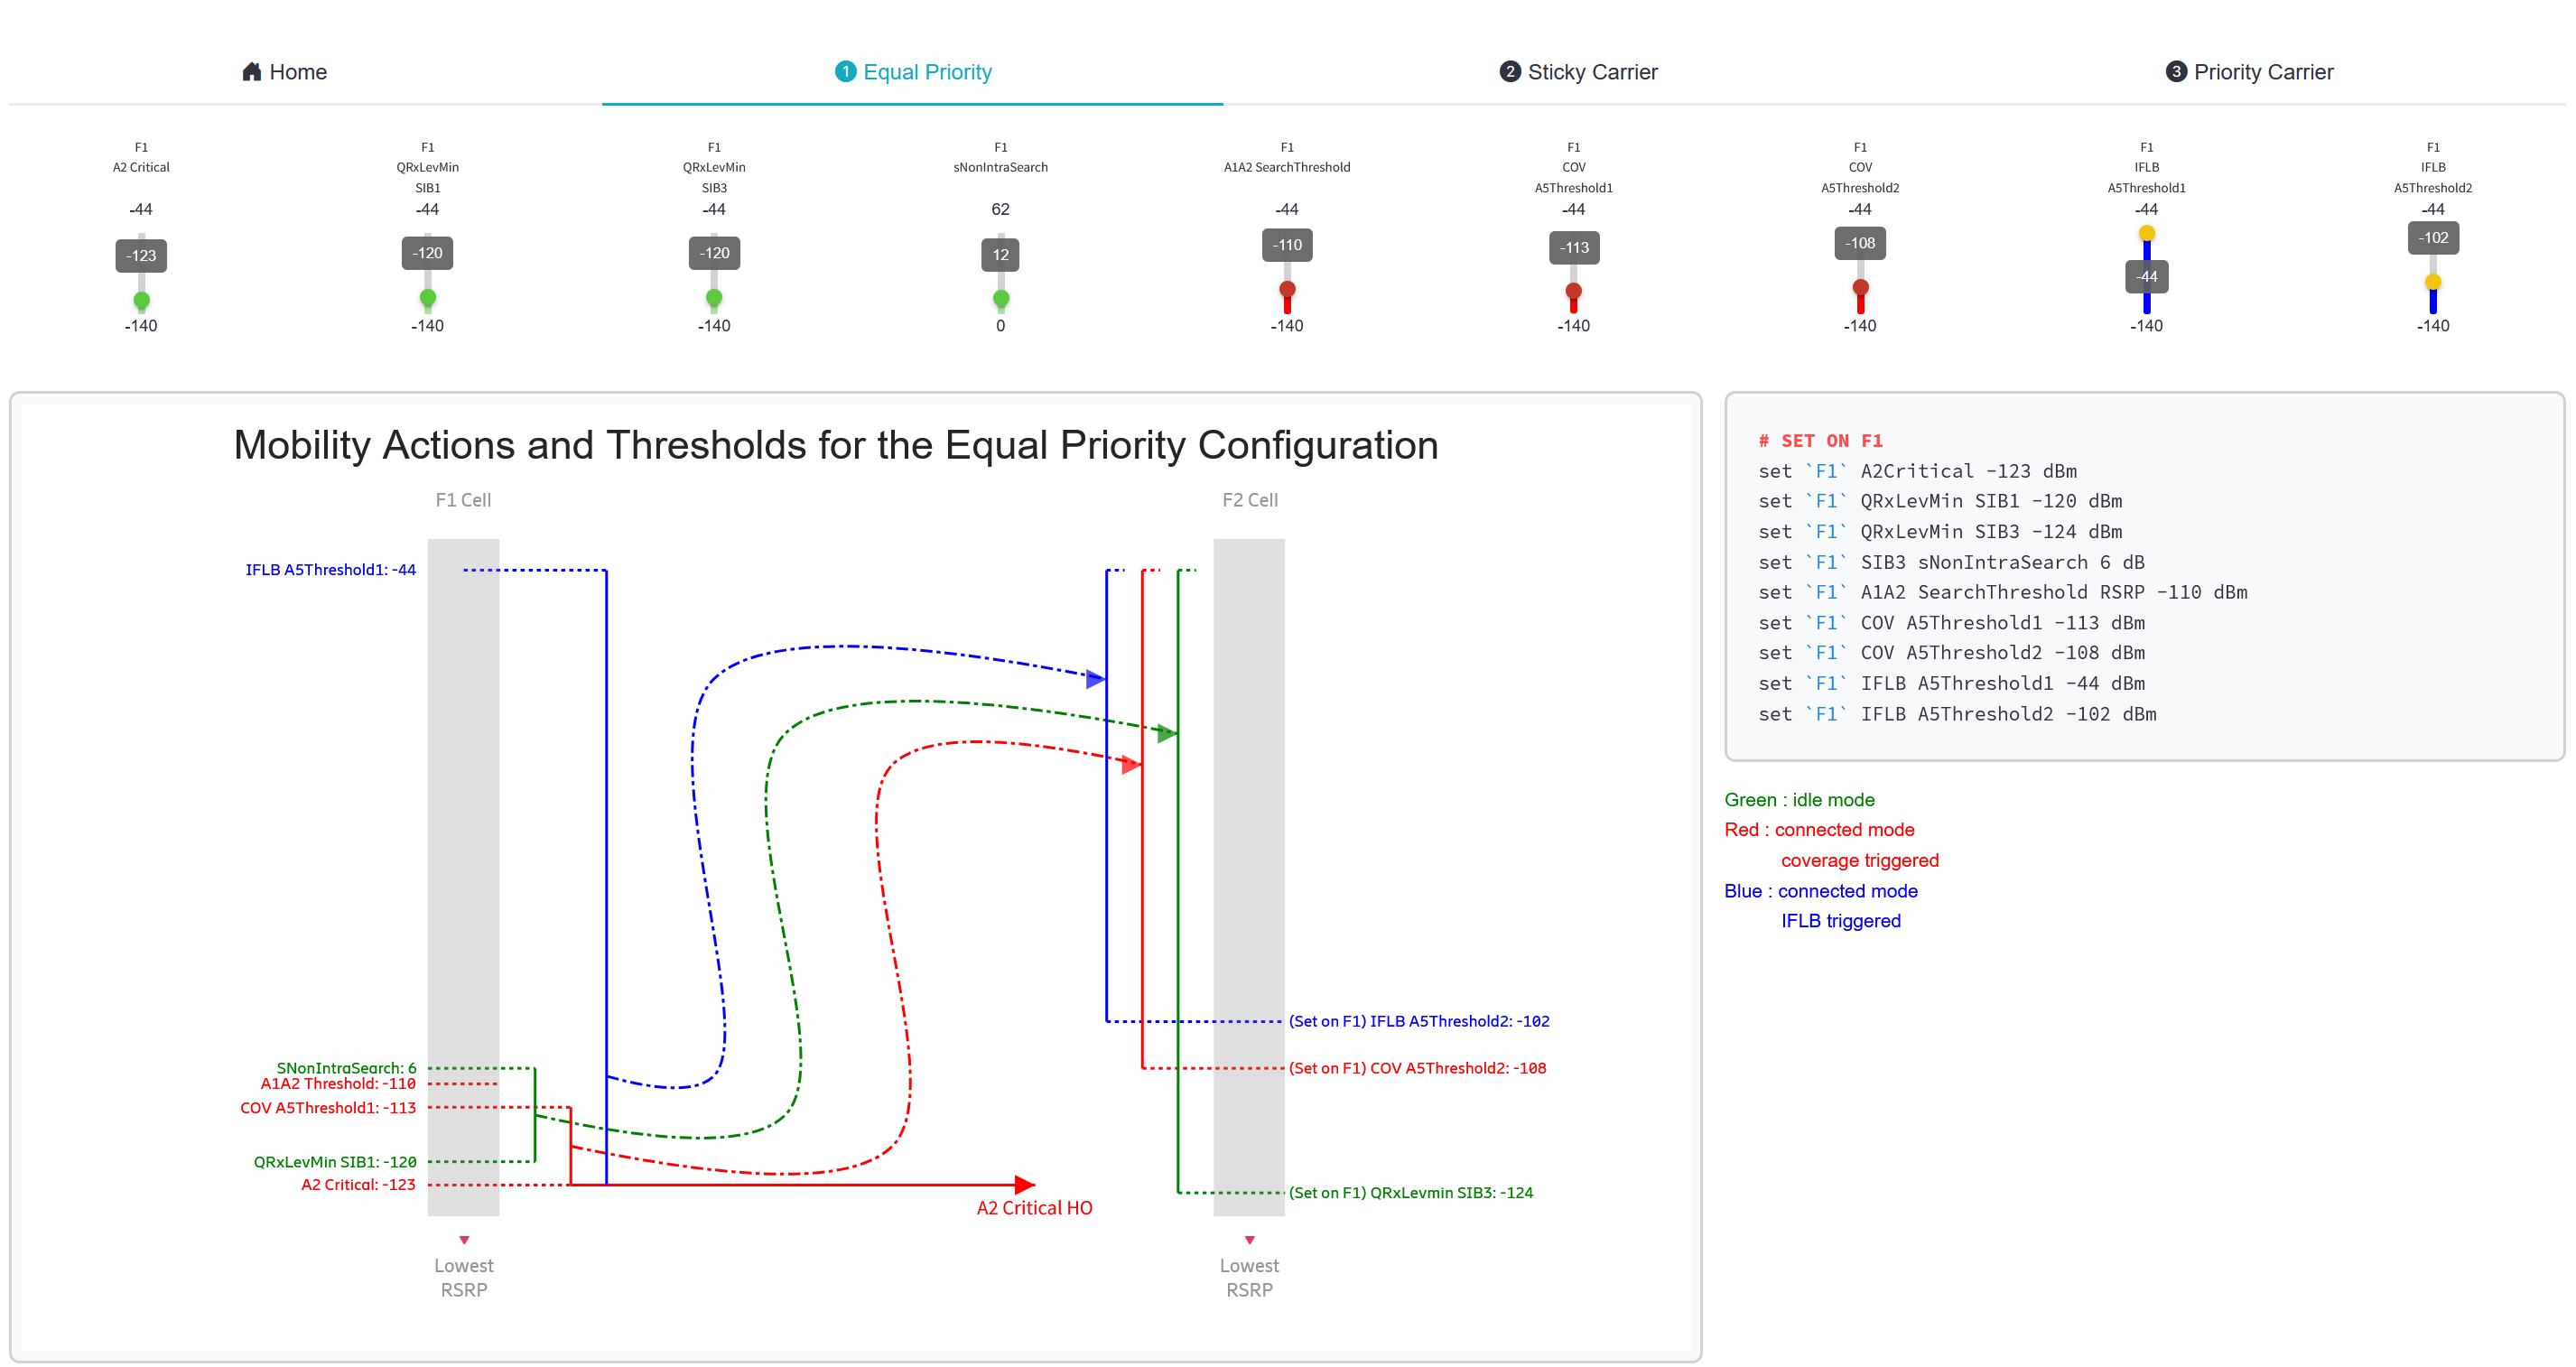 Home
1 Equal Priority
2 Sticky Carrier
3 Priority Carrier
F1
A2 Critical
-44
-123
-140
F1
QRxLevMin
SIB1
-44
-120
-140
F1
QRxLevMin
SIB3
-44
-120
-140
F1
sNonIntraSearch
62
12
0
F1
A1A2 SearchThreshold
-44
-110
-140
F1
COV
A5Threshold1
-44
-113
-140
F1
COV
A5Threshold2
-44
-108
-140
F1
IFLB
A5Threshold1
-44
-44
-140
F1
IFLB
A5Threshold2
-44
-102
-140
Mobility Actions and Thresholds for the Equal Priority Configuration
F1 Cell
F2 Cell
IFLB A5Threshold1: -44
SNonIntraSearch: 6
A1A2 Threshold: -110
COV A5Threshold1: -113
QRxLevMin SIB1: -120
A2 Critical: -123
A2 Critical HO
(Set on F1) IFLB A5Threshold2: -102
(Set on F1) COV A5Threshold2: -108
(Set on F1) QRxLevmin SIB3: -124
Lowest
RSRP
Lowest
RSRP
# SET ON F1
set `F1` A2Critical -123 dBm
set `F1` QRxLevMin SIB1 -120 dBm
set `F1` QRxLevMin SIB3 -124 dBm
set `F1` SIB3 sNonIntraSearch 6 dB
set `F1` A1A2 SearchThreshold RSRP -110 dBm
set `F1` COV A5Threshold1 -113 dBm
set `F1` COV A5Threshold2 -108 dBm
set `F1` IFLB A5Threshold1 -44 dBm
set `F1` IFLB A5Threshold2 -102 dBm
Green : idle mode
Red : connected mode
coverage triggered
Blue : connected mode
IFLB triggered